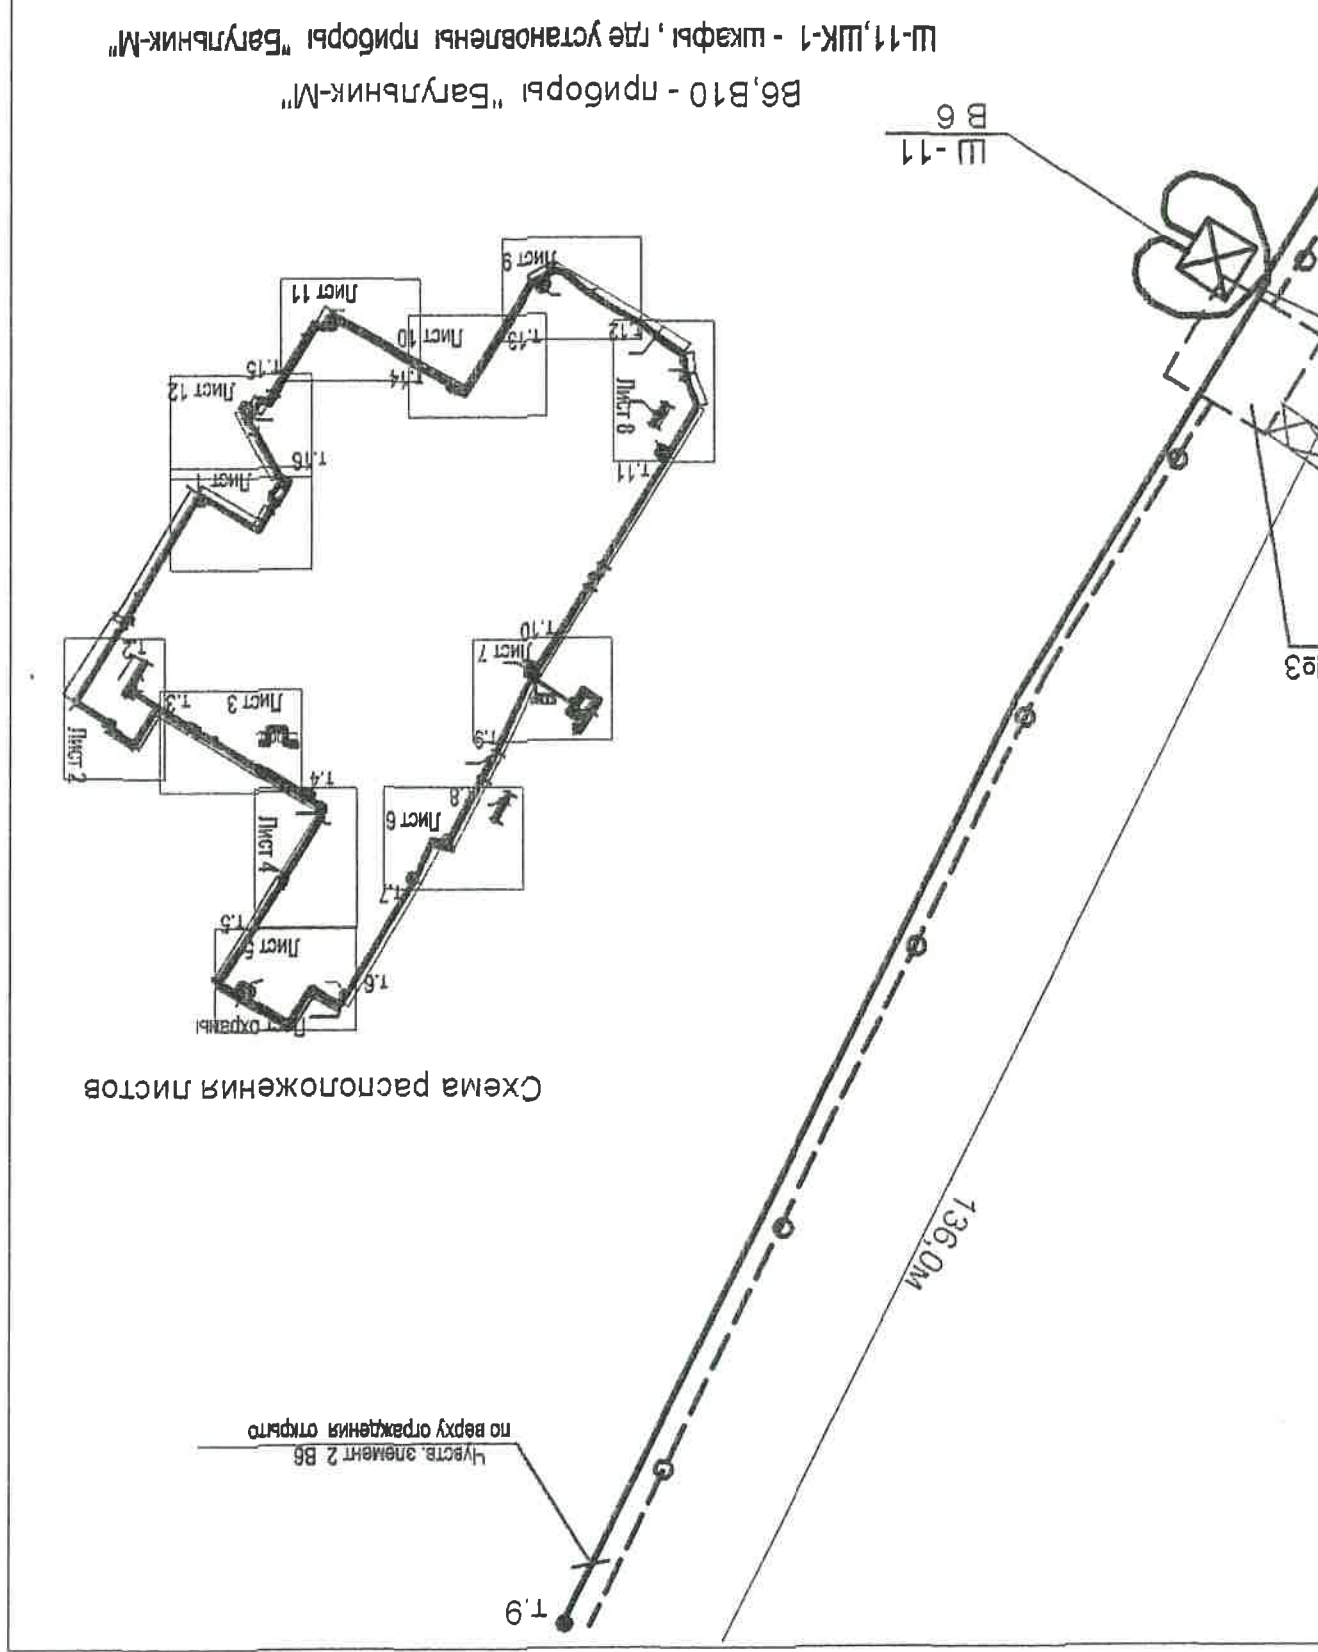 т.9
Чувств. элемент 2 В6
по верху ограждения открыто
136,0м
Схема расположения листов
Лист охраны
т.6
Лист 5
т.5
т.7
Лист 4
Лист 6
т.8
т.4
Лист 2
т.9
Лист 3
т.3
Лист 7
т.2
т.10
№3
Лист 1
т.11
т.16
Лист 8
Лист 12
т.15
т.14
Лист 10
т.13
т.12
Лист 11
Лист 9
Ш-11
В 6
В6,В10 - приборы "Багульник-М"
Ш-11,ШК-1 - шкафы, где установлены приборы "Багульник-М"